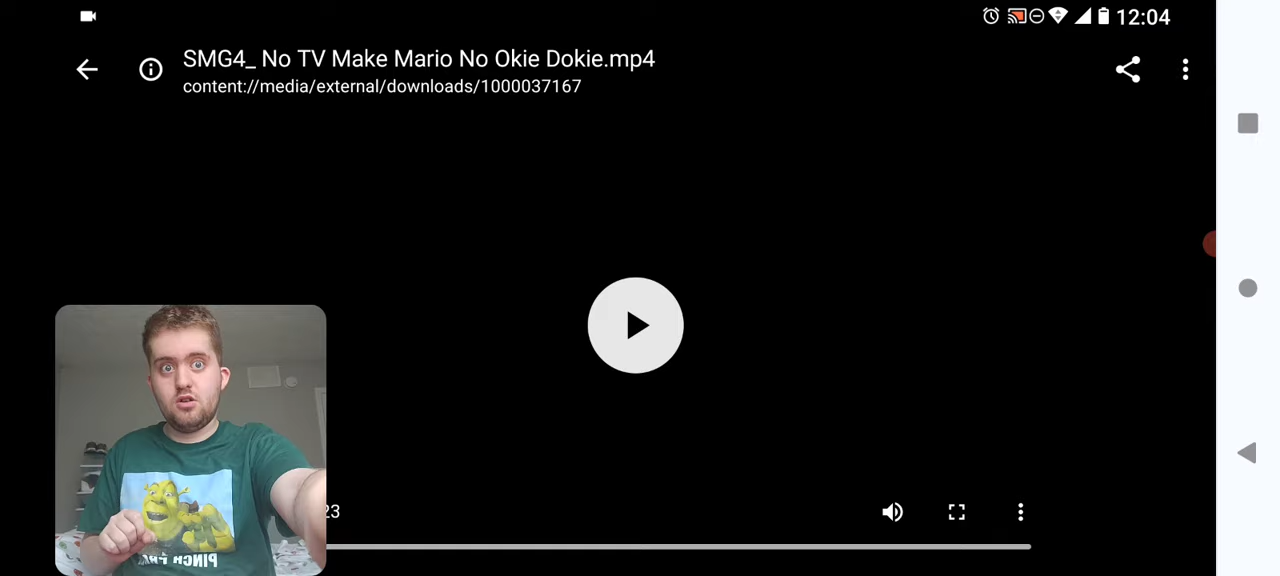 12:04
SMG4_ No TV Make Mario No Okie Dokie.mp4
content://media/external/downloads/1000037167
23
PINCH